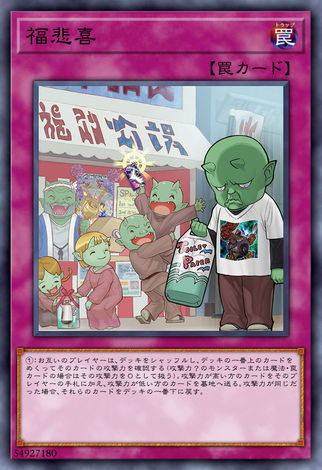 福悲喜
罠
トラップ
【罠カード】
TOILET
PAPER
①:お互いのプレイヤーは、デッキをシャッフルし、デッキの一番上のカードを
めくってそのカードの攻撃力を確認する(攻撃力?のモンスターまたは魔法・罠
カードの場合はその攻撃力を0として扱う)。攻撃力が高い方のカードをそのプ
レイヤーの手札に加え、攻撃力が低い方のカードを墓地へ送る。攻撃力が同じだ
った場合、それらのカードをデッキの一番下に戻す。
54927180